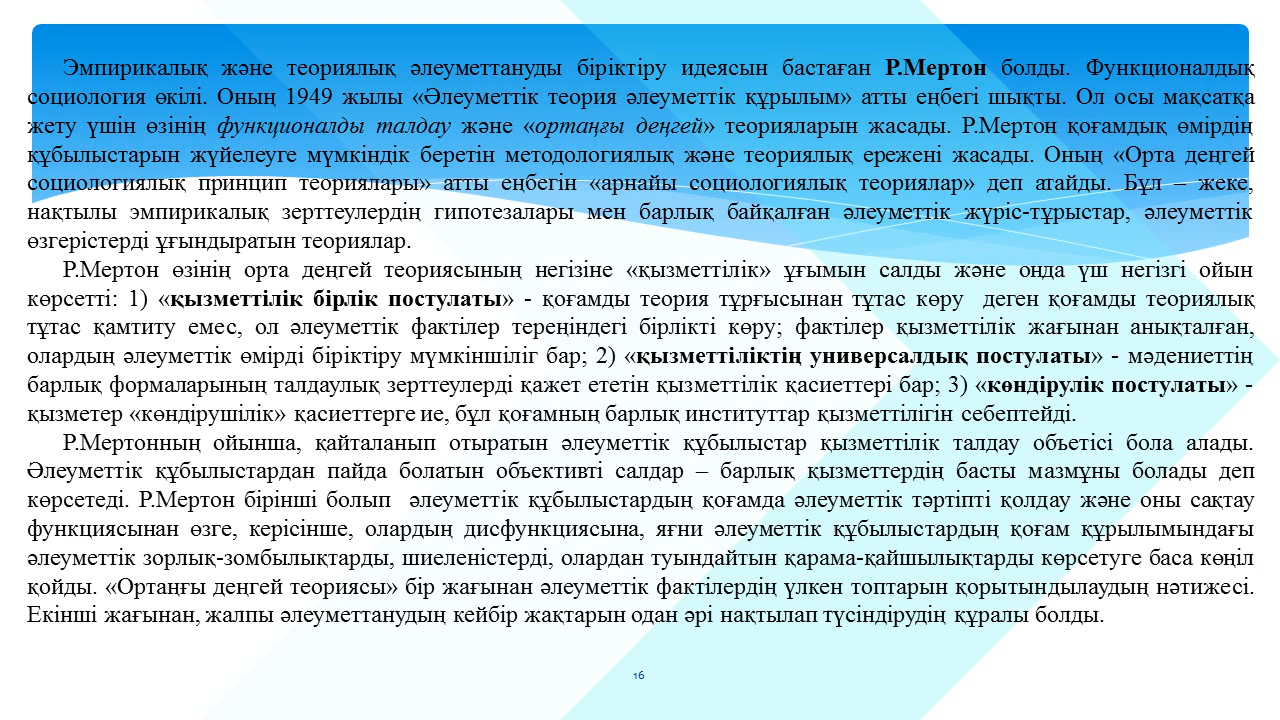 Эмпирикалық және теориялық әлеуметтануды біріктіру идеясын бастаған Р.Мертон болды. Функционалдық
социология өкілі. Оның 1949 жылы «Әлеуметтік теория әлеуметтік құрылым» атты еңбегі шықты. Ол осы мақсатқа
жету үшін өзінің функционалды талдау және «ортаңғы деңгей» теорияларын жасады. Р.Мертон қоғамдық өмірдің
құбылыстарын жүйелеуге мүмкіндік беретін методологиялық және теориялық ережені жасады. Оның «Орта деңгей
социологиялық принцип теориялары» атты еңбегін «арнайы социологиялық теориялар» деп атайды. Бұл – жеке,
нақтылы эмпирикалық зерттеулердің гипотезалары мен барлық байқалған әлеуметтік жүріс-тұрыстар, әлеуметтік
өзгерістерді ұғындыратын теориялар.
Р.Мертон өзінің орта деңгей теориясының негізіне «қызметтілік» ұғымын салды және онда үш негізгі ойын
көрсетті: 1) «қызметтілік бірлік постулаты» - қоғамды теория тұрғысынан тұтас көру деген қоғамды теориялық
тұтас қамтиту емес, ол әлеуметтік фактілер тереңіндегі бірлікті көру; фактілер қызметтілік жағынан анықталған,
олардың әлеуметтік өмірді біріктіру мүмкіншіліг бар; 2) «қызметтіліктің универсалдық постулаты» - мәдениеттің
барлық формаларының талдаулық зерттеулерді қажет ететін қызметтілік қасиеттері бар; 3) «көндірулік постулаты» -
қызметер «көндірушілік» қасиеттерге ие, бұл қоғамның барлық институттар қызметтілігін себептейді.
Р.Мертонның ойынша, қайталанып отыратын әлеуметтік құбылыстар қызметтілік талдау объетісі бола алады.
Әлеуметтік құбылыстардан пайда болатын объективті салдар – барлық қызметтердің басты мазмұны болады деп
көрсетеді. Р.Мертон бірінші болып әлеуметтік құбылыстардың қоғамда әлеуметтік тәртіпті қолдау және оны сақтау
функциясынан өзге, керісінше, олардың дисфункциясына, яғни әлеуметтік құбылыстардың қоғам құрылымындағы
әлеуметтік зорлық-зомбылықтарды, шиеленістерді, олардан туындайтын қарама-қайшылықтарды көрсетуге баса көңіл
қойды. «Ортаңғы деңгей теориясы» бір жағынан әлеуметтік фактілердің үлкен топтарын қорытындылаудың нәтижесі.
Екінші жағынан, жалпы әлеуметтанудың кейбір жақтарын одан әрі нақтылап түсіндірудің құралы болды.
16